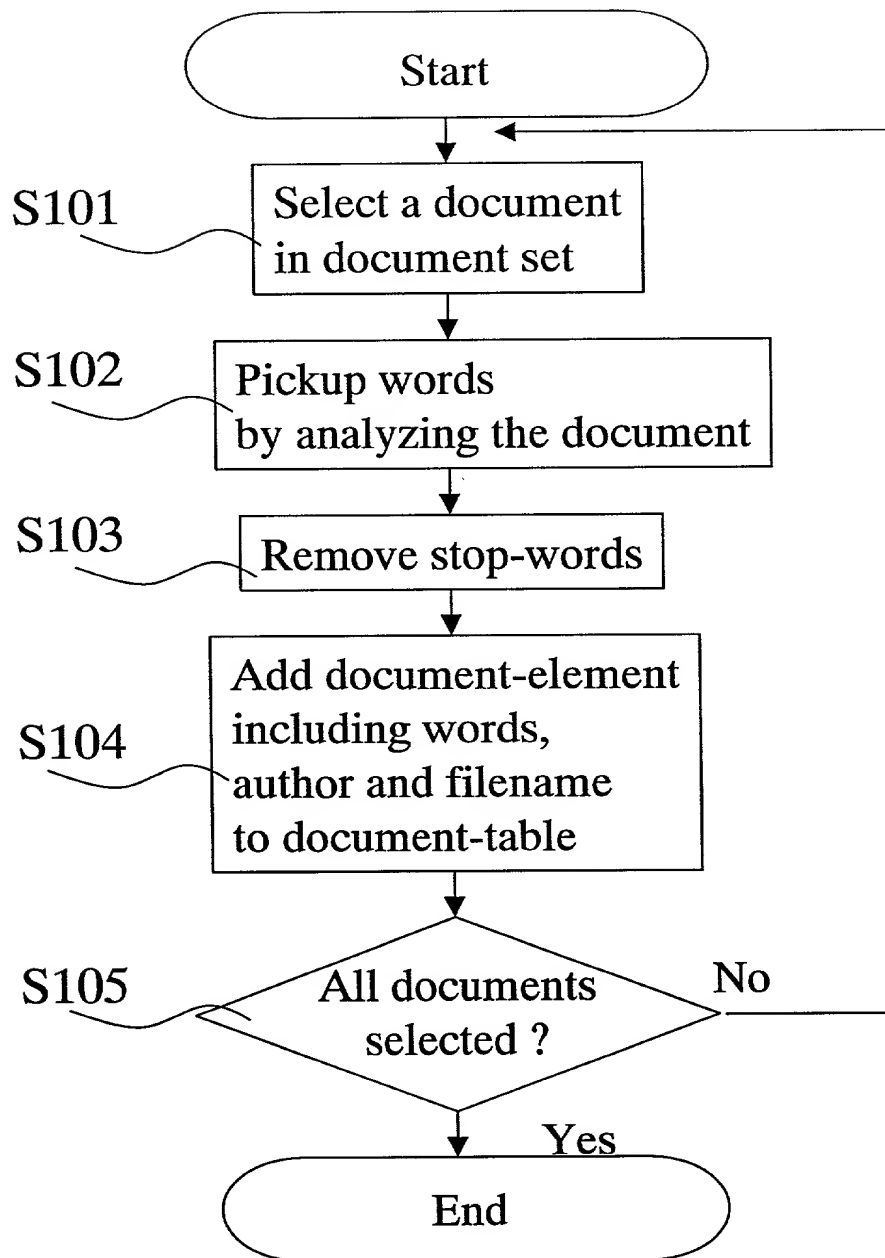 Start
S101
Select a document
in document set
S102
Pickup words
by analyzing the document
S103
Remove stop-words
S104
Add document-element
including words,
author and filename
to document-table
S105
All documents
selected ?
No
Yes
End